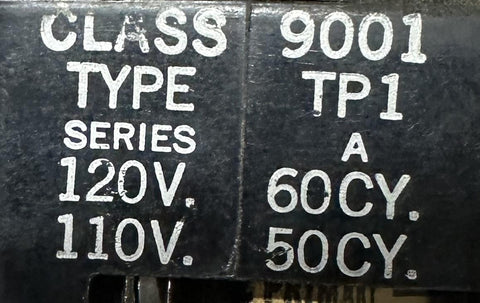 CLASS 9001
TYPE TP1
SERIES A
120V. 60CY.
110V. 50CY.